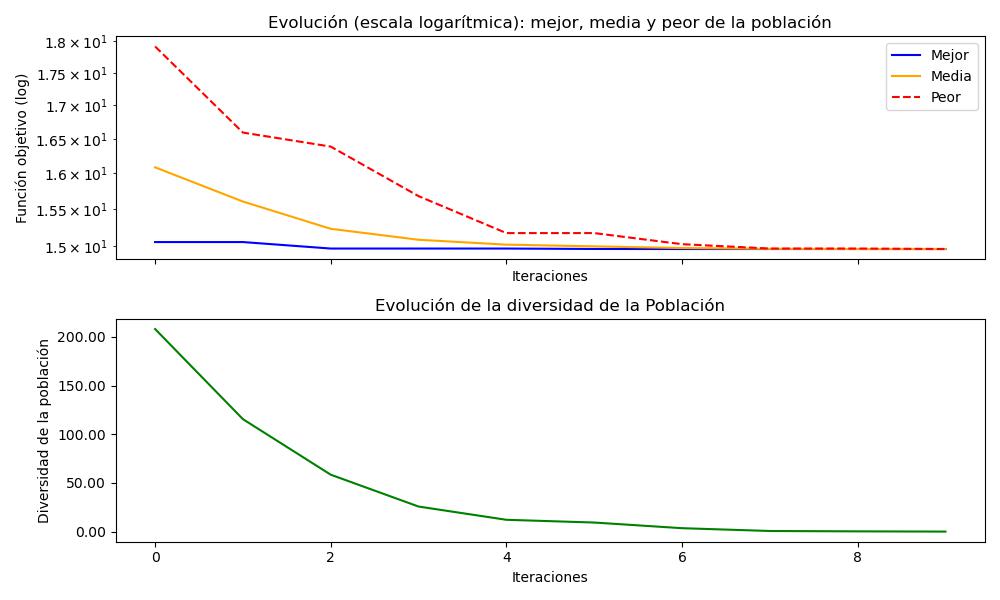 Evolución (escala logarítmica): mejor, media y peor de la población
Función objetivo (log)
1.8 × 10¹
1.75 × 10¹
1.7 × 10¹
1.65 × 10¹
1.6 × 10¹
1.55 × 10¹
1.5 × 10¹
Mejor
Media
Peor
Iteraciones
Evolución de la diversidad de la Población
Diversidad de la población
200.00
150.00
100.00
50.00
0.00
0 2 4 6 8
Iteraciones